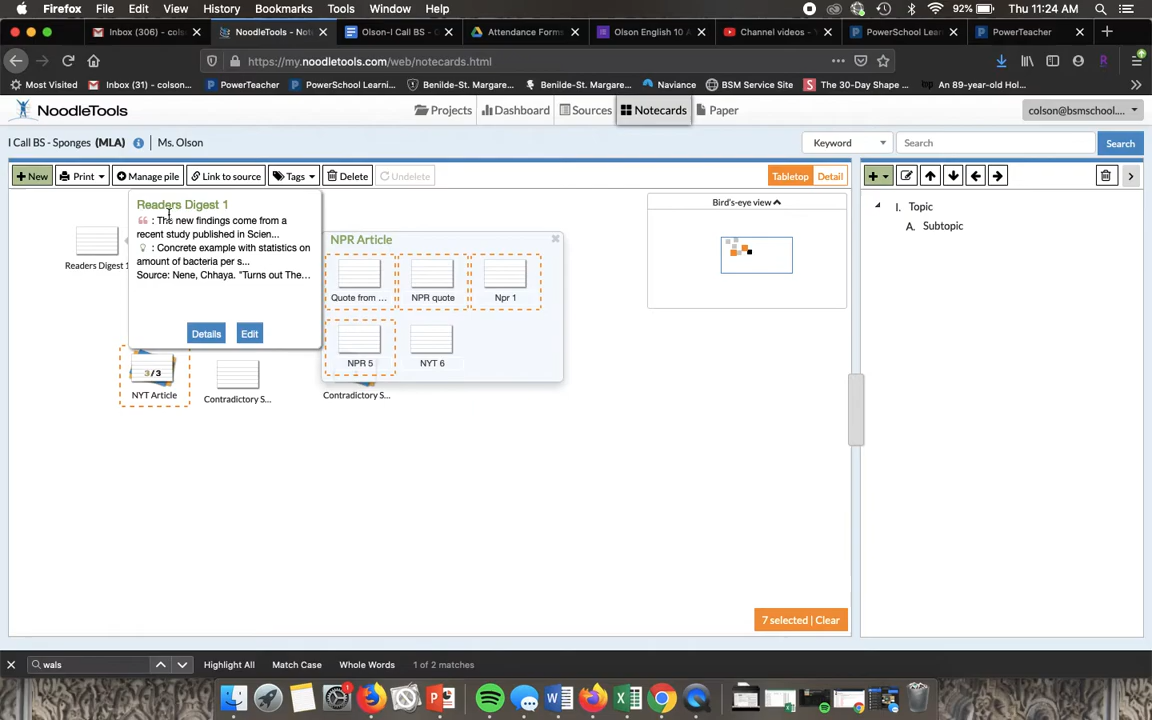 Firefox File Edit View History Bookmarks Tools Window Help 92% Thu 11:24 AM
Inbox (306) - cols NoodleTools - Not Olson-I Call BS - G Attendance Forms Olson English 10 A Channel videos - Y PowerSchool Lear PowerTeacher
https://my.noodletools.com/web/notecards.html
Most Visited Inbox (31) - colson... PowerTeacher PowerSchool Learni... Benilde-St. Margare... Benilde-St. Margare... Naviance BSM Service Site The 30-Day Shape ... An 89-year-old Hol...
NoodleTools Projects Dashboard Sources Notecards Paper colson@bsmschool....
I Call BS - Sponges (MLA) Ms. Olson Keyword Search Search
New Print Manage pile Link to source Tags Delete Undelete Tabletop Detail
Readers Digest 1
: The new findings come from a
recent study published in Scien...
: Concrete example with statistics on
amount of bacteria per s...
Source: Nene, Chhaya. "Turns out The...
Details Edit
Readers Digest 1
NPR Article
Quote from ... NPR quote Npr 1
NPR 5 NYT 6
3/3
NYT Article Contradictory S... Contradictory S...
Bird's-eye view
I. Topic
A. Subtopic
7 selected | Clear
wals Highlight All Match Case Whole Words 1 of 2 matches